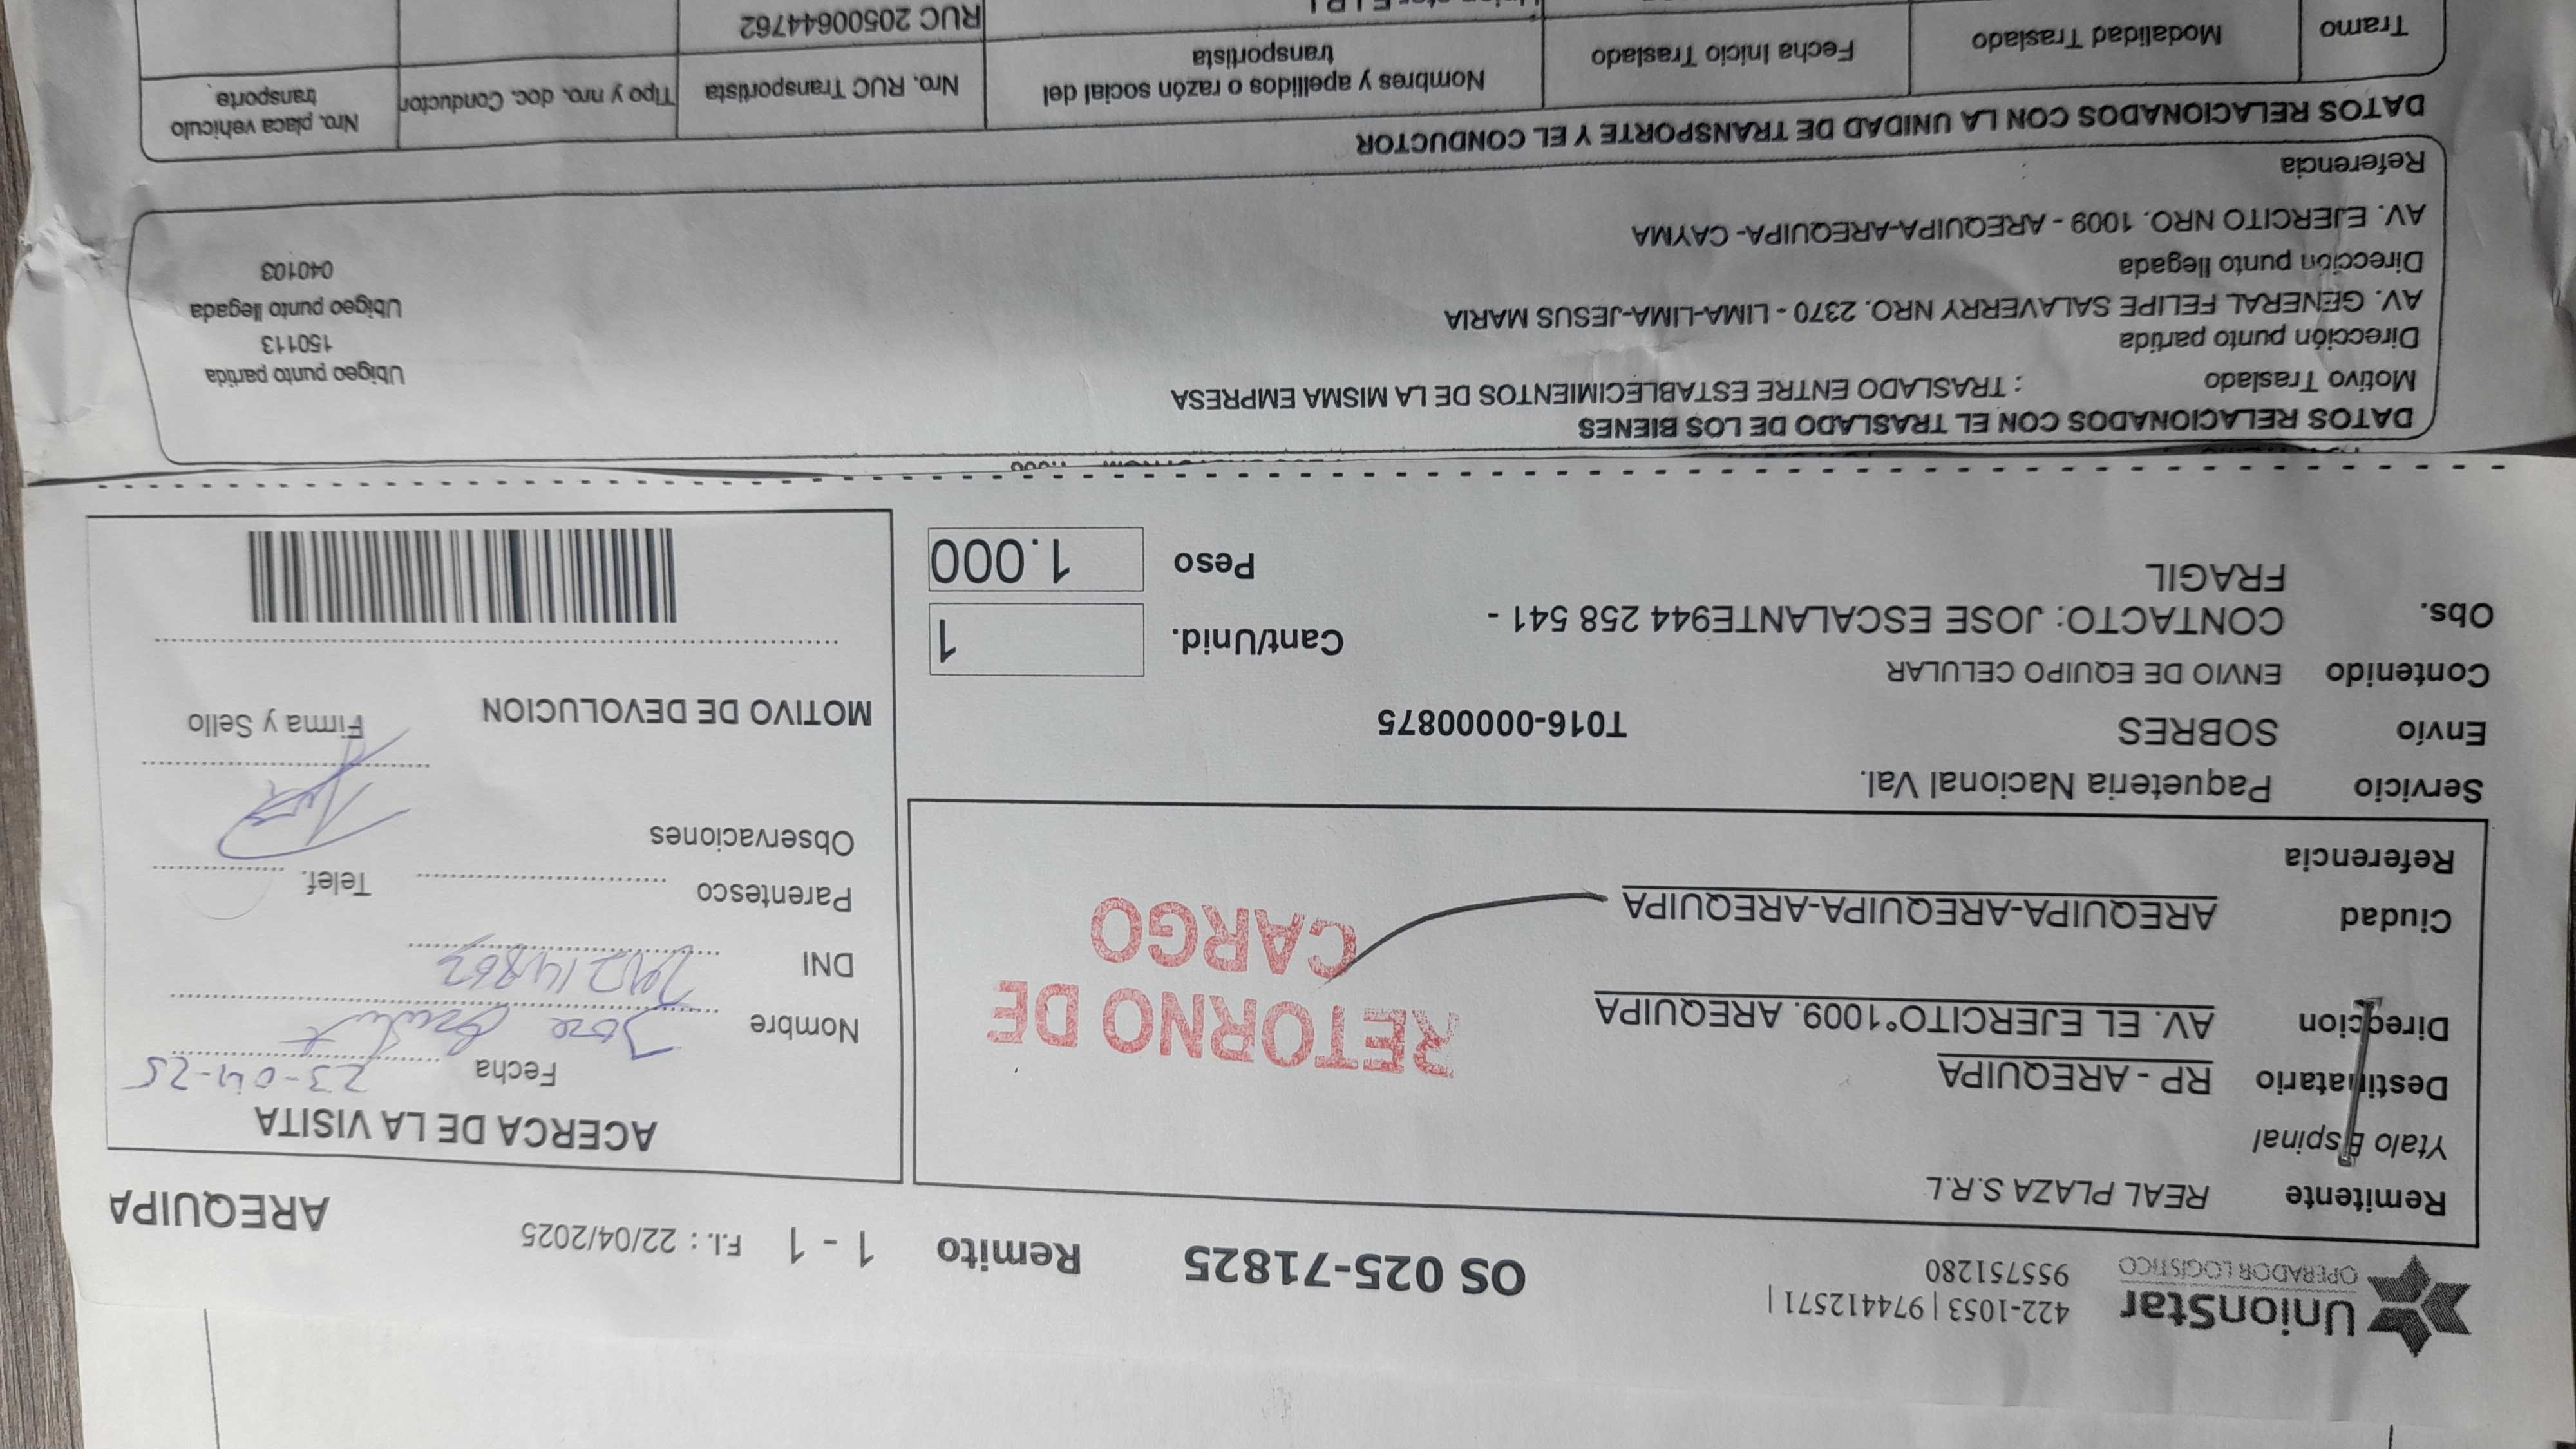 UnionStar
OPERADOR LOGÍSTICO
422-1053 | 974412571 |
955751280
OS 025-71825
Remito 1 - 1 F.I. : 22/04/2025
AREQUIPA
Remitente REAL PLAZA S.R.L
Ytalo Espinal
Destinatario RP - AREQUIPA
Direccion AV. EL EJERCITO°1009. AREQUIPA
Ciudad AREQUIPA-AREQUIPA-AREQUIPA
Referencia
RETORNO DE
CARGO
Servicio Paqueteria Nacional Val.
Envío SOBRES T016-00000875
Contenido ENVIO DE EQUIPO CELULAR
Obs. CONTACTO: JOSE ESCALANTE944 258 541 -
FRAGIL
Cant/Unid. 1
Peso 1.000
ACERCA DE LA VISITA
Fecha 23-04-25
Nombre Jose
DNI
Parentesco Telef.
Observaciones
Firma y Sello
MOTIVO DE DEVOLUCION
DATOS RELACIONADOS CON EL TRASLADO DE LOS BIENES
Motivo Traslado : TRASLADO ENTRE ESTABLECIMIENTOS DE LA MISMA EMPRESA
Dirección punto partida
AV. GENERAL FELIPE SALAVERRY NRO. 2370 - LIMA-LIMA-JESUS MARIA
Ubigeo punto partida
150113
Dirección punto llegada
AV. EJERCITO NRO. 1009 - AREQUIPA-AREQUIPA- CAYMA
Ubigeo punto llegada
040103
Referencia
DATOS RELACIONADOS CON LA UNIDAD DE TRANSPORTE Y EL CONDUCTOR
Tramo
Modalidad Traslado
Fecha Inicio Traslado
Nombres y apellidos o razón social del
transportista
Nro. RUC Transportista
Tipo y nro. doc. Conductor
Nro. placa vehiculo
transporte
RUC 20500644762